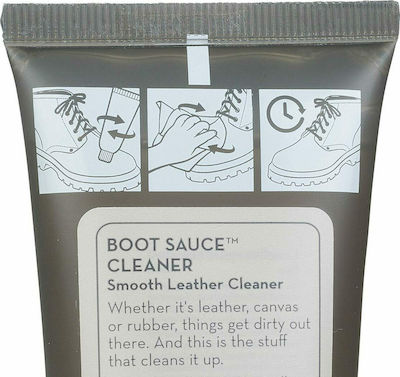 BOOT SAUCE™
CLEANER
Smooth Leather Cleaner
Whether it's leather, canvas
or rubber, things get dirty out
there. And this is the stuff
that cleans it up.